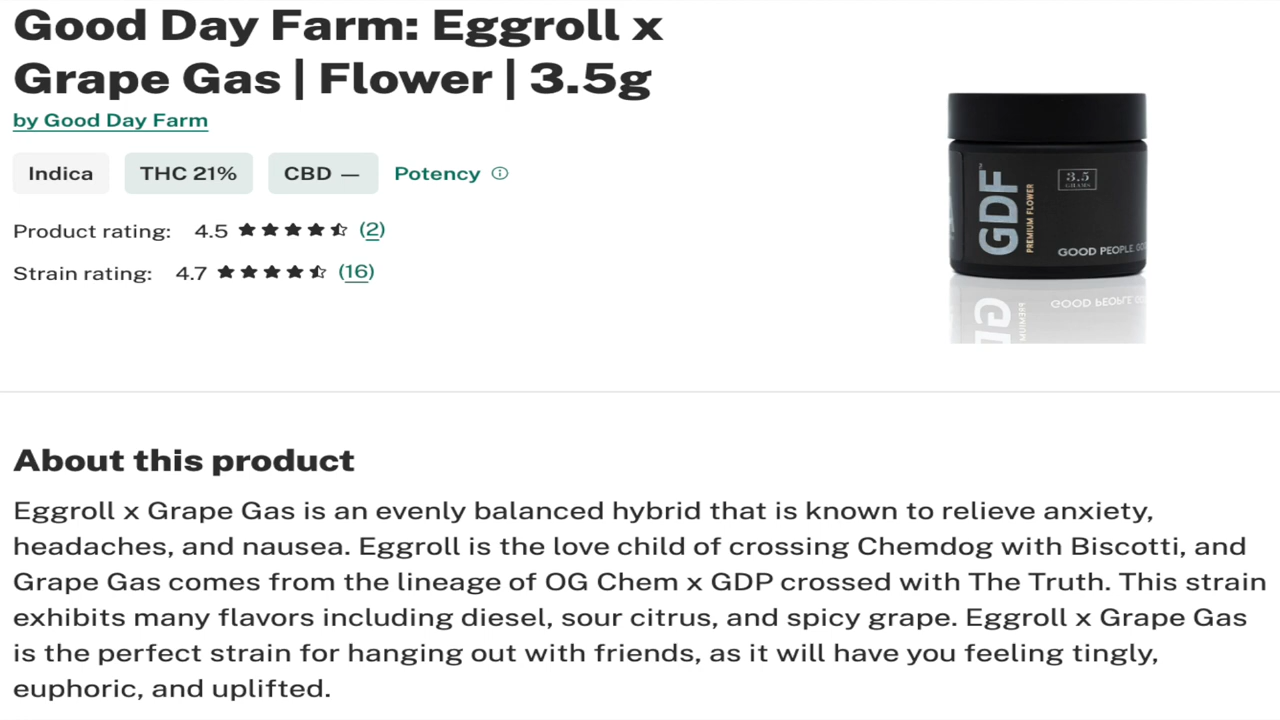 Good Day Farm: Eggroll x
Grape Gas | Flower | 3.5g
by Good Day Farm
Indica
THC 21%
CBD —
Potency
Product rating: 4.5 (2)
Strain rating: 4.7 (16)
GDF
PREMIUM FLOWER
3.5
GRAMS
GOOD PEOPLE
About this product
Eggroll x Grape Gas is an evenly balanced hybrid that is known to relieve anxiety,
headaches, and nausea. Eggroll is the love child of crossing Chemdog with Biscotti, and
Grape Gas comes from the lineage of OG Chem x GDP crossed with The Truth. This strain
exhibits many flavors including diesel, sour citrus, and spicy grape. Eggroll x Grape Gas
is the perfect strain for hanging out with friends, as it will have you feeling tingly,
euphoric, and uplifted.